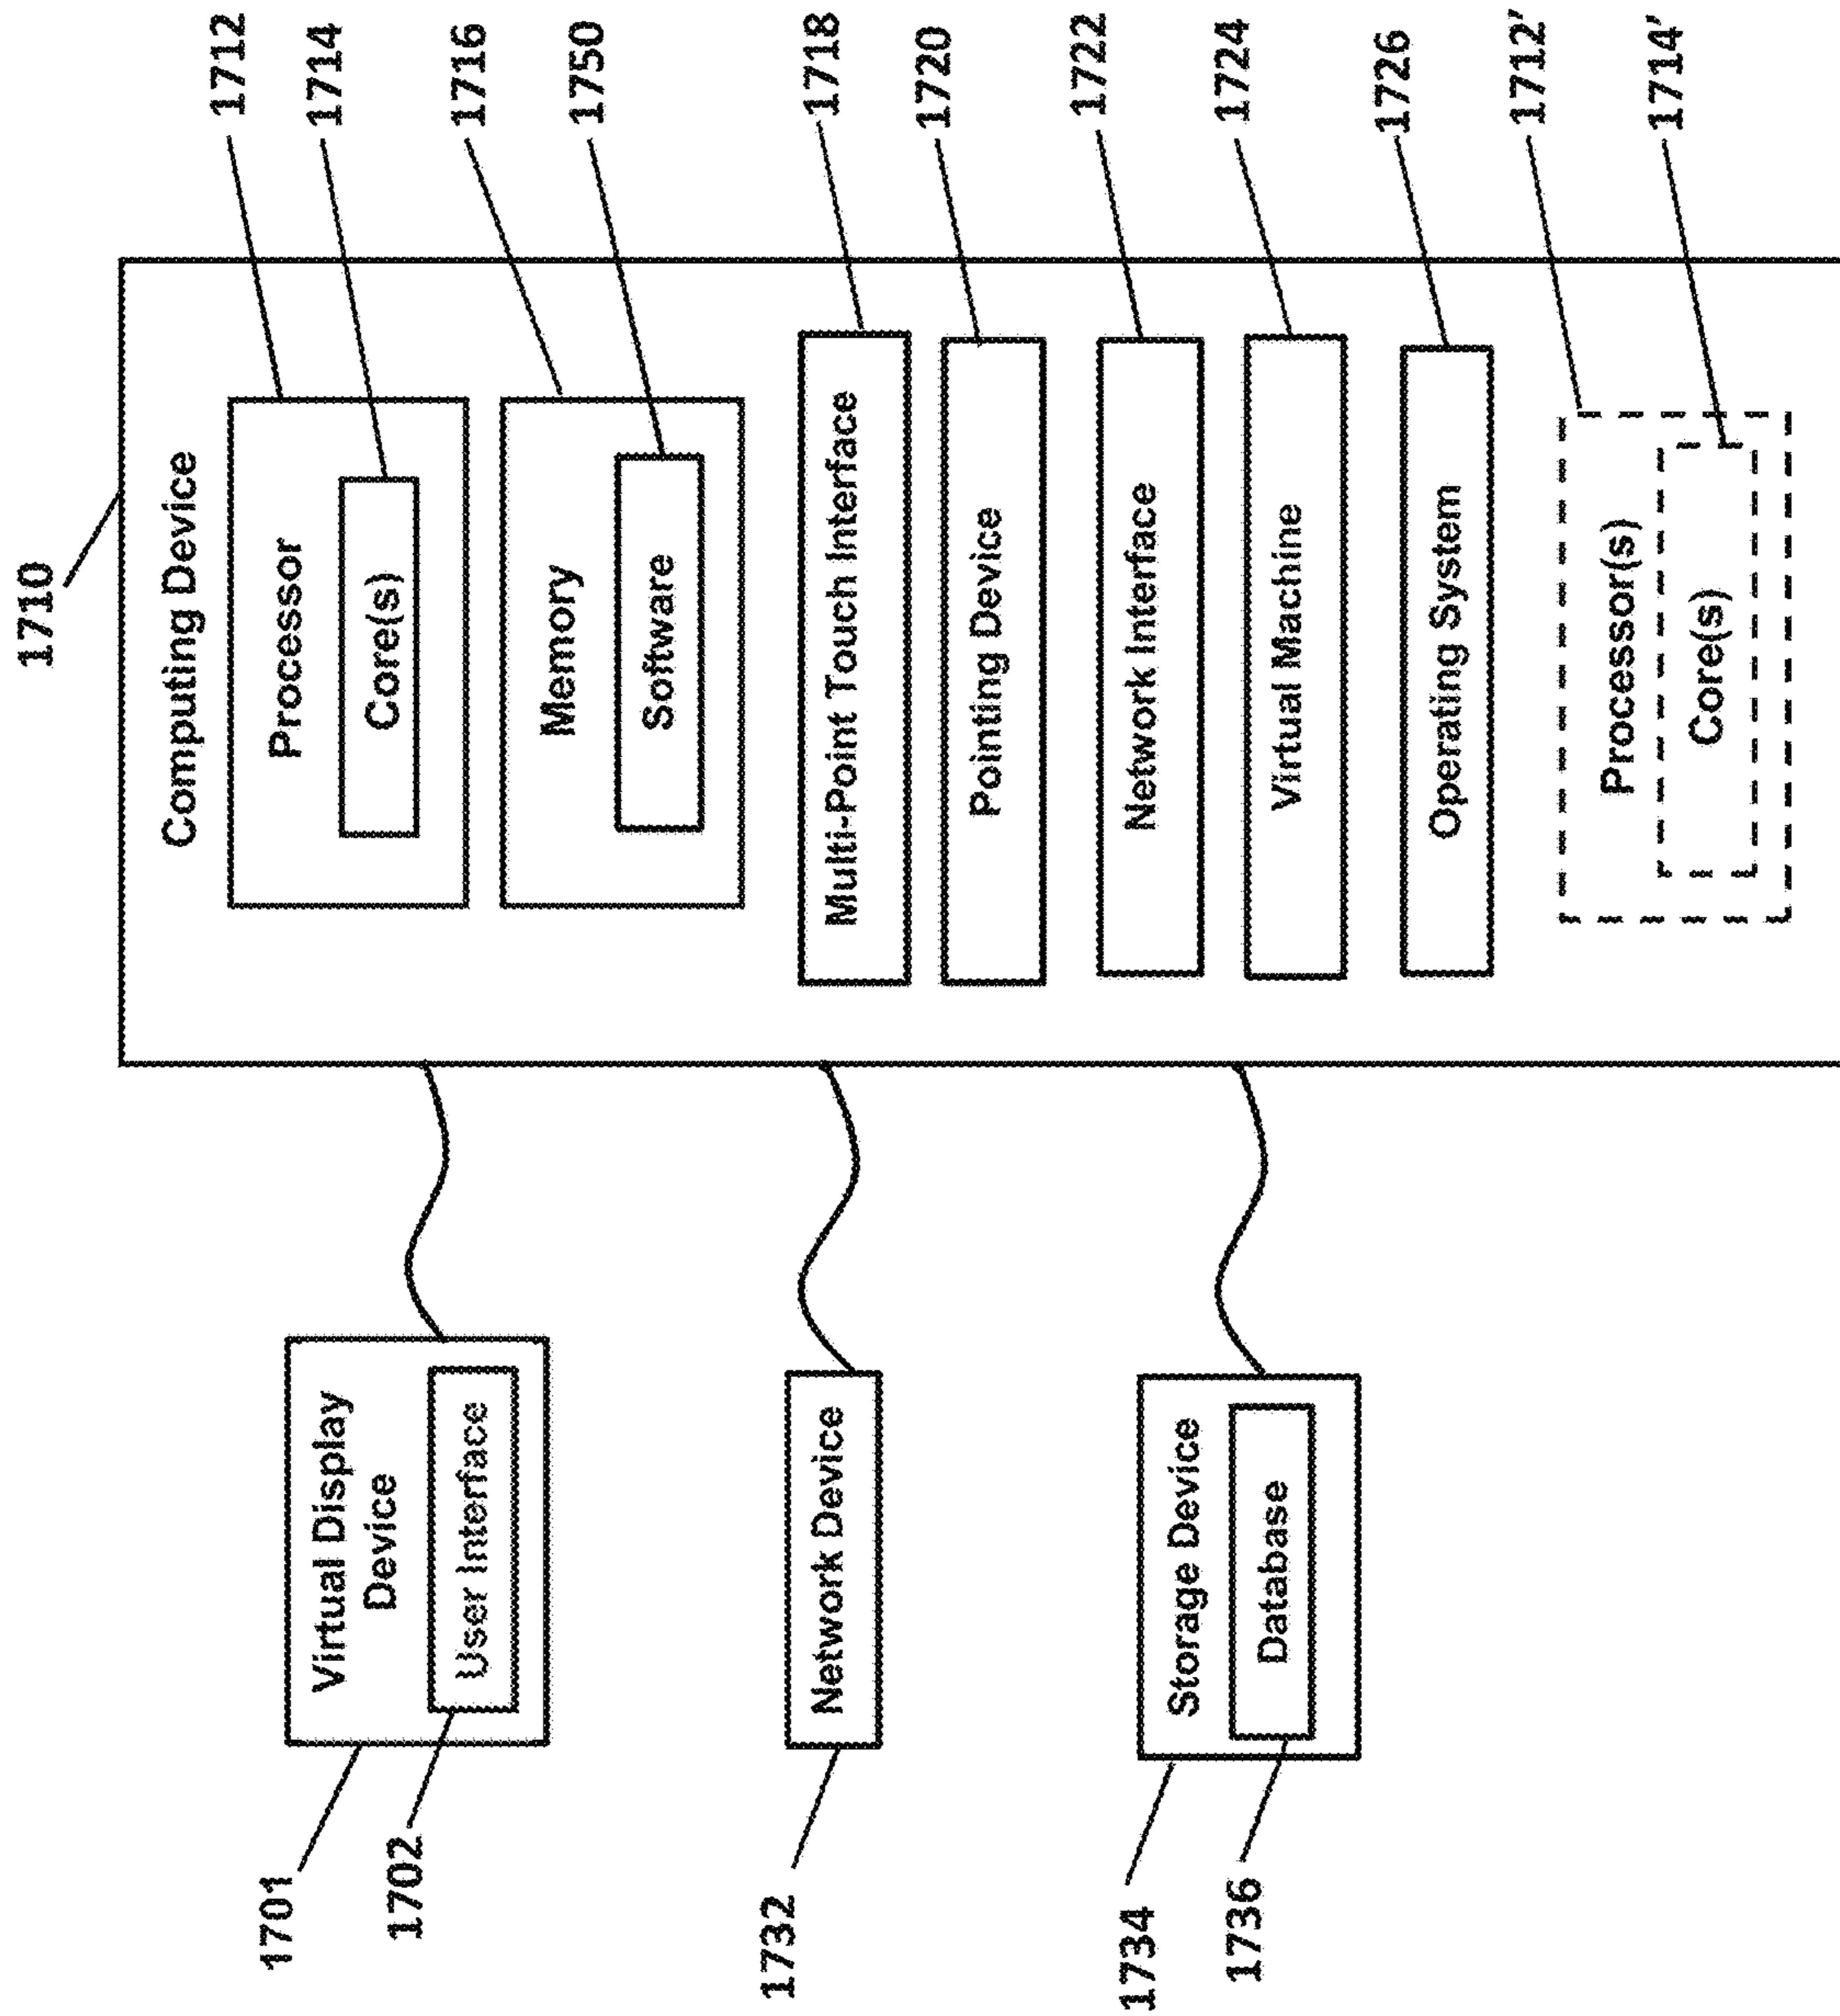 1710
Computing Device
1712
Processor
1714
Core(s)
1716
Memory
1750
Software
1718
Multi-Point Touch Interface
1720
Pointing Device
1722
Network Interface
1724
Virtual Machine
1726
Operating System
1712'
Processor(s)
1714'
Core(s)
1701
Virtual Display
Device
1702
User Interface
1732
Network Device
1734
Storage Device
1736
Database